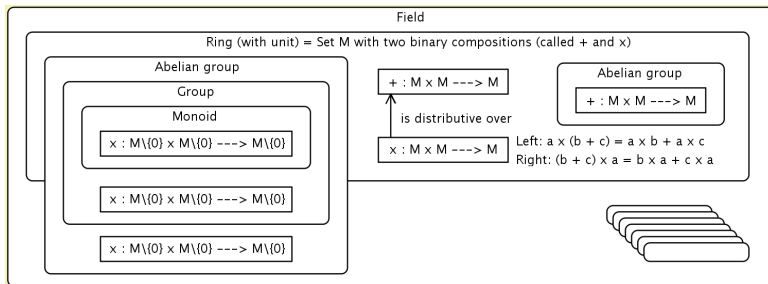 Field
Ring (with unit) = Set M with two binary compositions (called + and x)
Abelian group
Group
Monoid
x : M\{0} x M\{0} ---> M\{0}
x : M\{0} x M\{0} ---> M\{0}
x : M\{0} x M\{0} ---> M\{0}
+ : M x M ---> M
is distributive over
x : M x M ---> M
Left: a x (b + c) = a x b + a x c
Right: (b + c) x a = b x a + c x a
Abelian group
+ : M x M ---> M